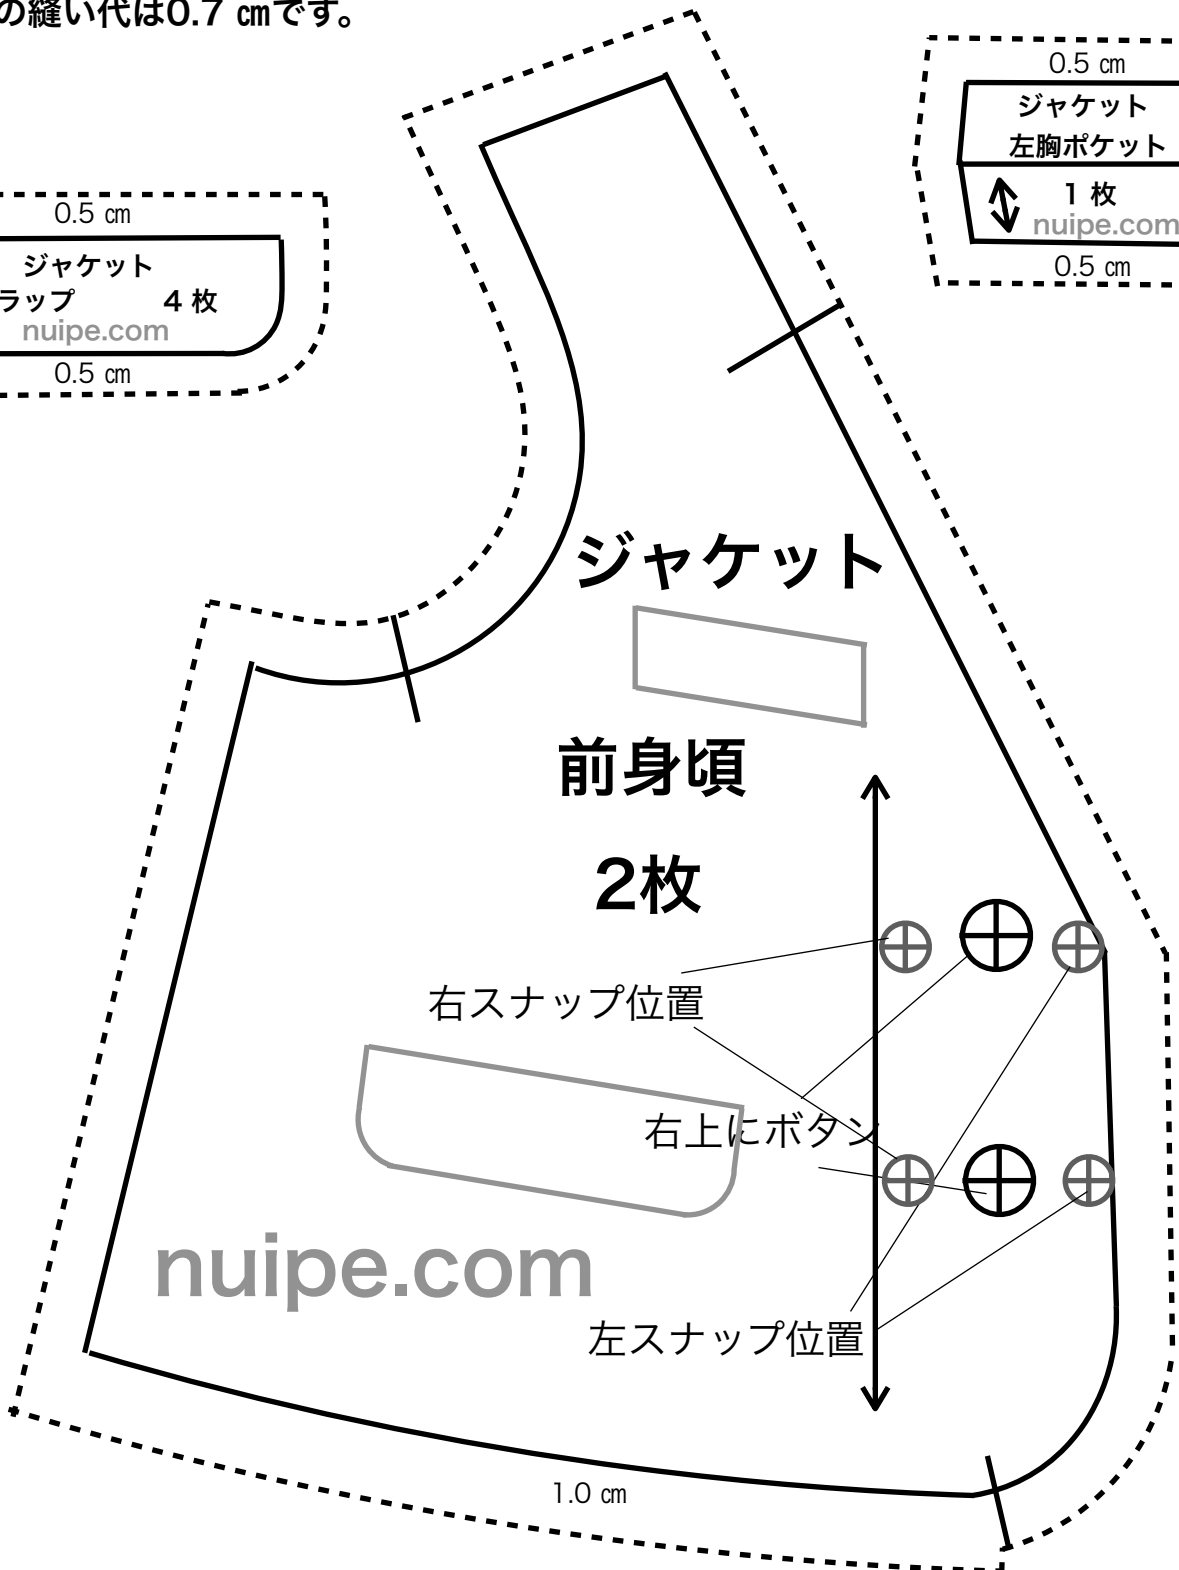 の縫い代は0.7 ㎝です。
0.5 ㎝
ジャケット
左胸ポケット
1 枚
nuipe.com
0.5 ㎝
0.5 ㎝
ジャケット
ラップ 4 枚
nuipe.com
0.5 ㎝
ジャケット
前身頃
2枚
右スナップ位置
右上にボタン
nuipe.com
左スナップ位置
1.0 ㎝